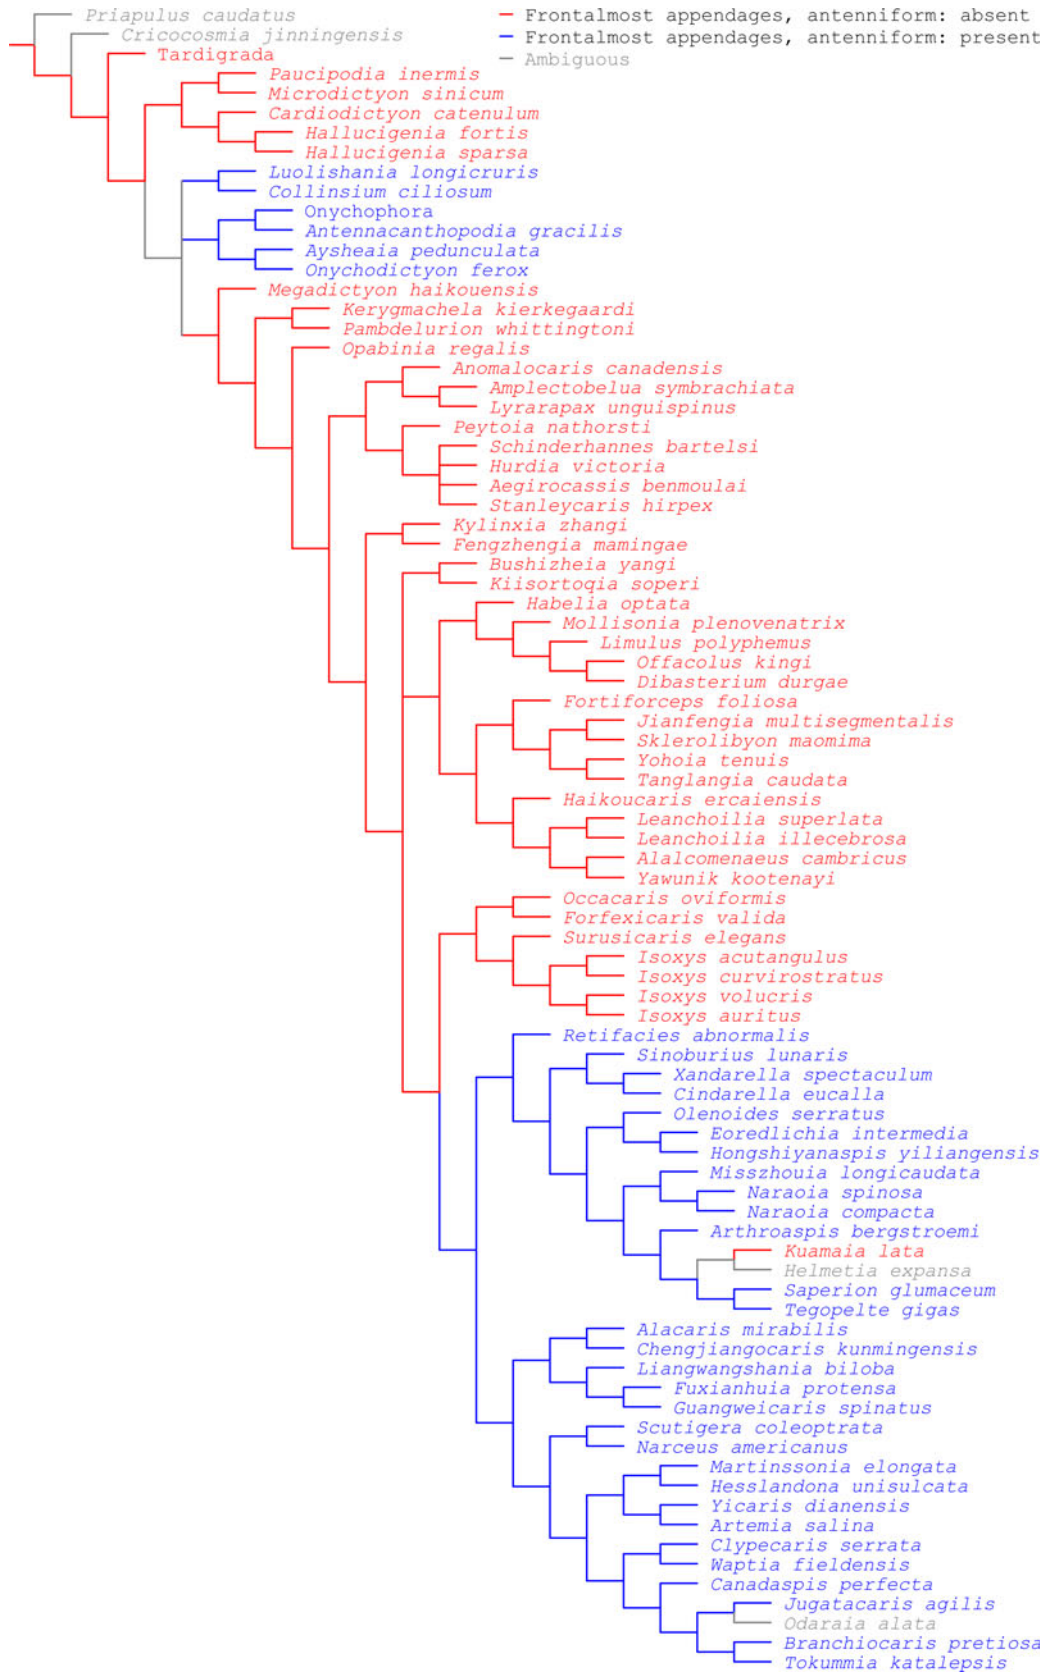 Priapulus caudatus
Frontalmost appendages, antenniform: absent
Cricocosmia jinningensis
Frontalmost appendages, antenniform: present
Tardigrada
Ambiguous
Paucipodia inermis
Microdictyon sinicum
Cardiodictyon catenulum
Hallucigenia fortis
Hallucigenia sparsa
Luolishania longicruris
Collinsium ciliosum
Onychophora
Antennacanthopodia gracilis
Aysheaia pedunculata
Onychodictyon ferox
Megadictyon haikouensis
Kerygmachela kierkegaardi
Pambdelurion whittingtoni
Opabinia regalis
Anomalocaris canadensis
Amplectobelua symbrachiata
Lyrarapax unguispinus
Peytoia nathorsti
Schinderhannes bartelsi
Hurdia victoria
Aegirocassis benmoulai
Stanleycaris hirpex
Kylinxia zhangi
Fengzhengia mamingae
Bushizheia yangi
Kiisortoqia soperi
Habelia optata
Mollisonia plenovenatrix
Limulus polyphemus
Offacolus kingi
Dibasterium durgae
Fortiforceps foliosa
Jianfengia multisegmentalis
Sklerolibyon maomima
Yohoia tenuis
Tanglangia caudata
Haikoucaris ercaiensis
Leanchoilia superlata
Leanchoilia illecebrosa
Alalcomenaeus cambricus
Yawunik kootenayi
Occacaris oviformis
Forfexicaris valida
Surusicaris elegans
Isoxys acutangulus
Isoxys curvirostratus
Isoxys volucris
Isoxys auritus
Retifacies abnormalis
Sinoburius lunaris
Xandarella spectaculum
Cindarella eucalla
Olenoides serratus
Eoredlichia intermedia
Hongshiyanaspis yiliangensis
Misszhouia longicaudata
Naraoia spinosa
Naraoia compacta
Arthroaspis bergstroemi
Kuamaia lata
Helmetia expansa
Saperion glumaceum
Tegopelte gigas
Alacaris mirabilis
Chengjiangocaris kunmingensis
Liangwangshania biloba
Fuxianhuia protensa
Guangweicaris spinatus
Scutigera coleoptrata
Narceus americanus
Martinssonia elongata
Hesslandona unisulcata
Yicaris dianensis
Artemia salina
Clypecaris serrata
Waptia fieldensis
Canadaspis perfecta
Jugatacaris agilis
Odaraia alata
Branchiocaris pretiosa
Tokummia katalepsis